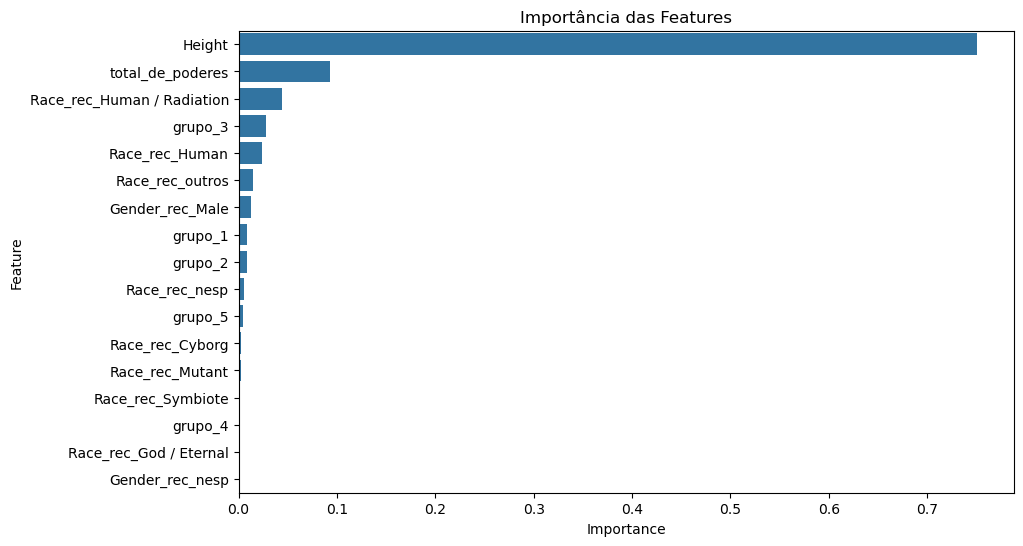 Importância das Features
Height
total_de_poderes
Race_rec_Human / Radiation
grupo_3
Race_rec_Human
Race_rec_outros
Gender_rec_Male
grupo_1
grupo_2
Race_rec_nesp
grupo_5
Race_rec_Cyborg
Race_rec_Mutant
Race_rec_Symbiote
grupo_4
Race_rec_God / Eternal
Gender_rec_nesp
Feature
0.0 0.1 0.2 0.3 0.4 0.5 0.6 0.7
Importance